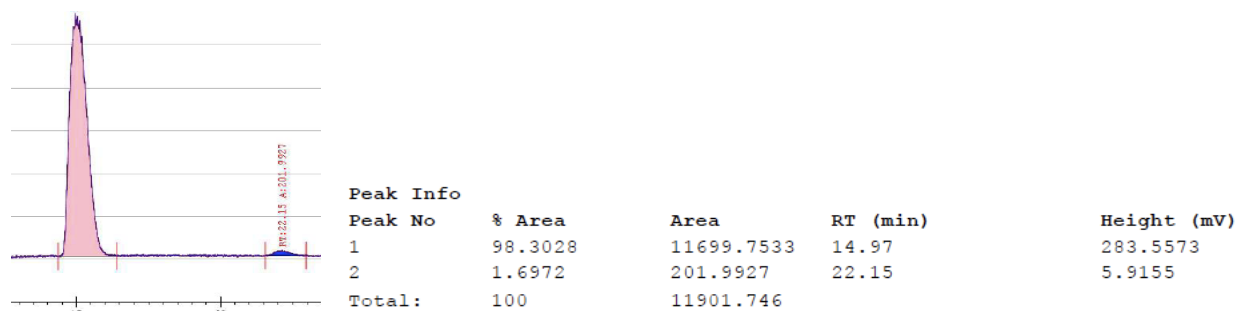 RT:22.15 A:201.9927
Peak Info
Peak No % Area Area RT (min) Height (mV)
1 98.3028 11699.7533 14.97 283.5573
2 1.6972 201.9927 22.15 5.9155
Total: 100 11901.746